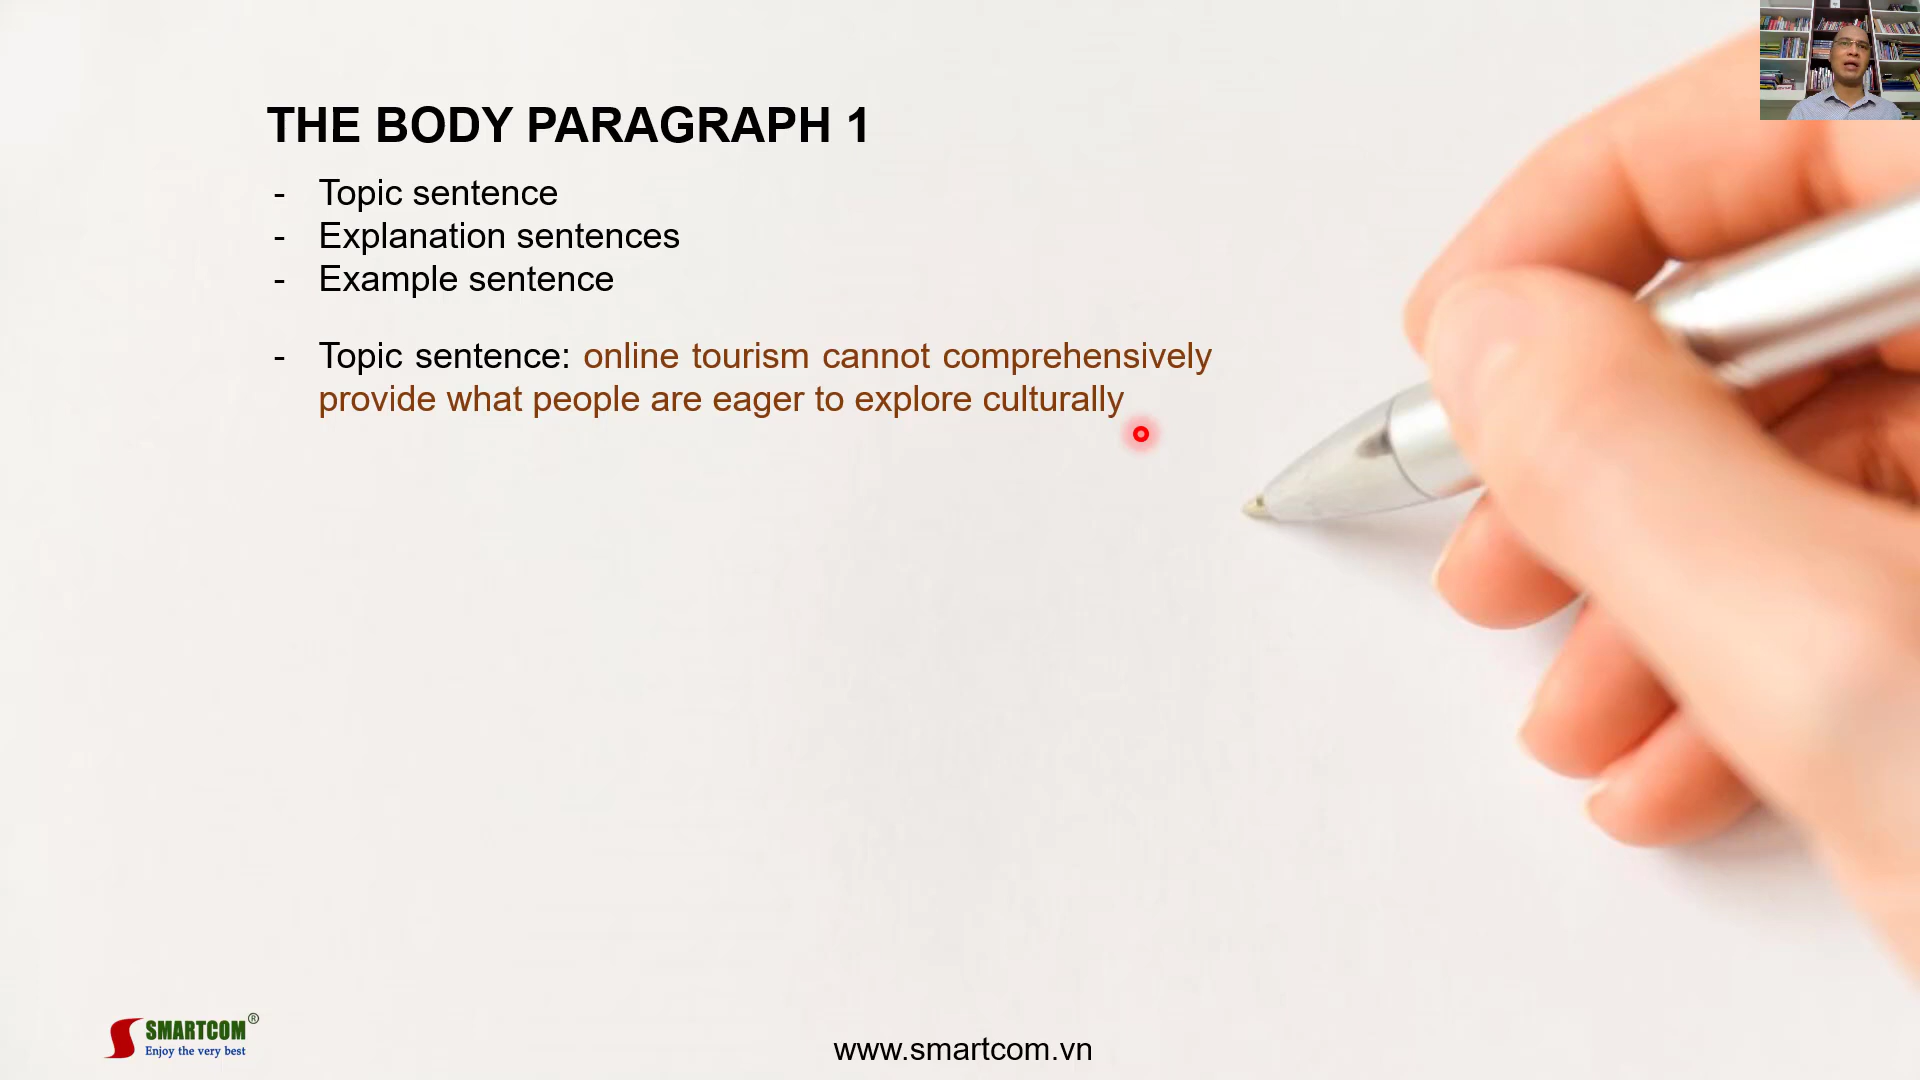 THE BODY PARAGRAPH 1
- Topic sentence
- Explanation sentences
- Example sentence
- Topic sentence: online tourism cannot comprehensively
provide what people are eager to explore culturally
SMARTCOM®
Enjoy the very best
www.smartcom.vn